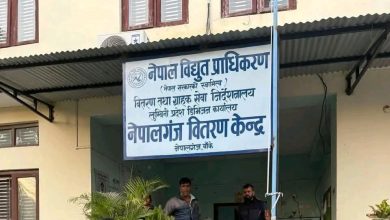 नेपाल विद्युत प्राधिकरण
(नेपाल सरकारको स्वामित्व)
वितरण तथा ग्राहक सेवा निर्देशनालय
लुम्बिनी प्रदेश डिभिजन कार्यालय
नेपालगंज वितरण केन्द्र
नेपालगंज, बाँके